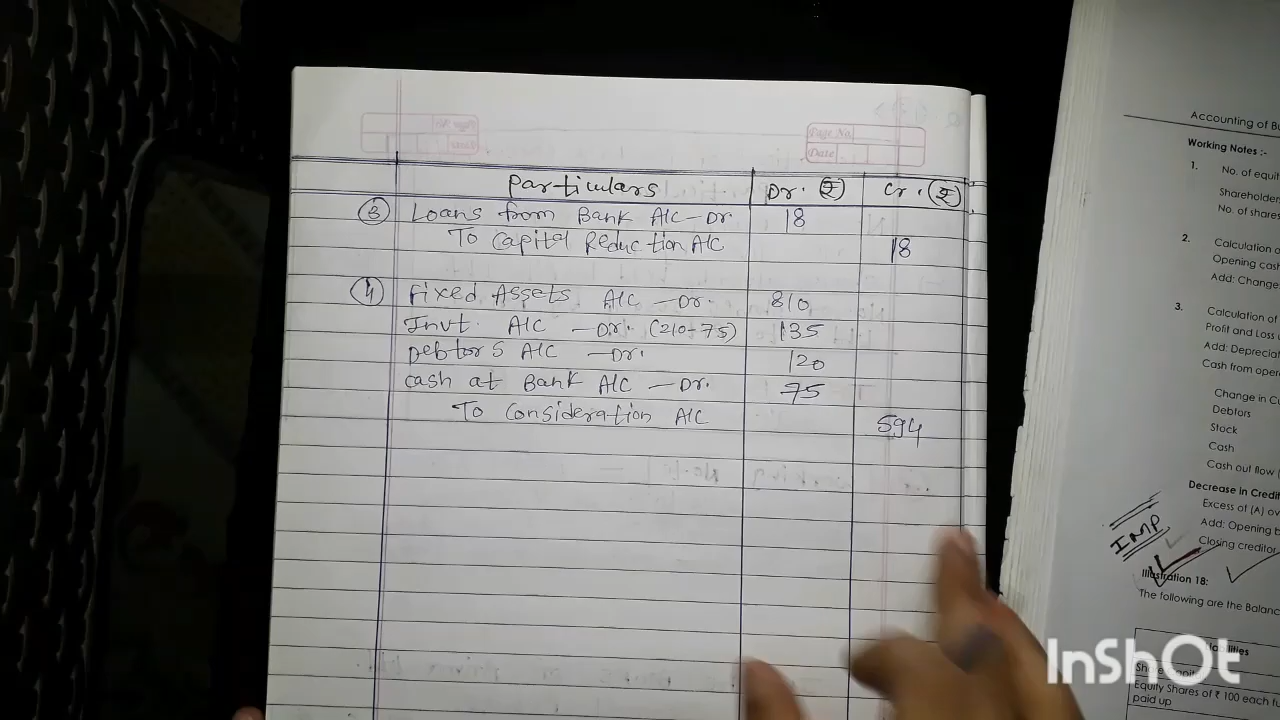 Page No.
Date
Particulars Dr. (₹) Cr. (₹)
③ Loans from Bank A/C - Dr. 18
To Capital Reduction A/C 18
④ Fixed Assets A/C - Dr. 810
Invt. A/C - Dr. (210-75) 135
Debtors A/C - Dr. 120
cash at Bank A/C - Dr. 75
To Consideration A/C 594
Accounting of B
Working Notes :-
1. No. of equit
Shareholder
No. of shares
2. Calculation o
Opening cash
Add: Change
3. Calculation of
Profit and Loss
Add: Depreciat
Cash from oper
Change in Cu
Debtors
Stock
Cash
Cash out flow
Decrease in Credit
Excess of (A) ov
Add: Opening b
Closing creditor
IMP
Illustration 18:
The following are the Balanc
Liabilities
Equity Shares of ₹ 100 each fu
paid up
InShOt